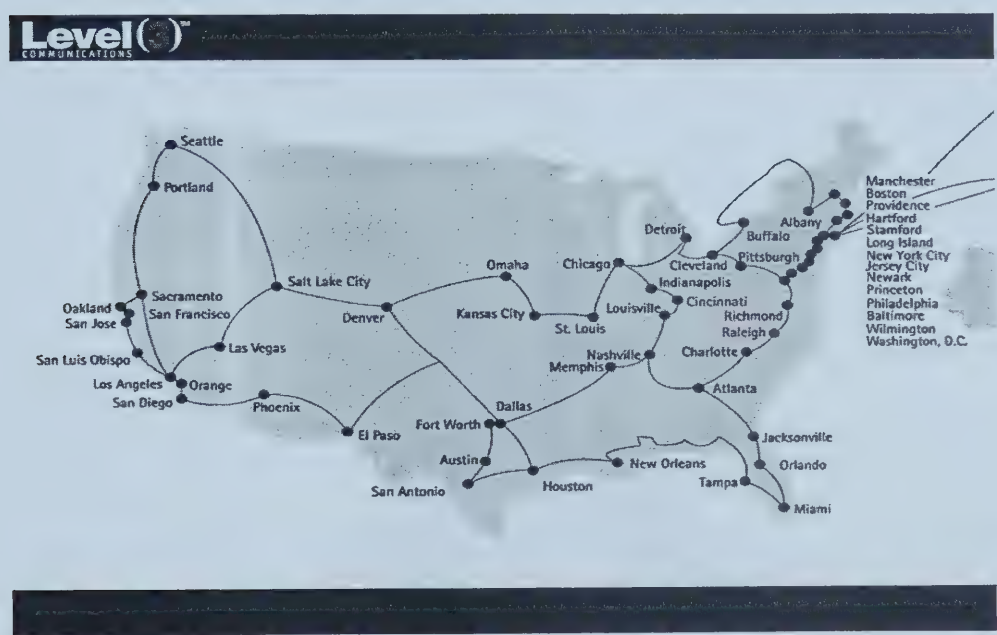 Level(3)™
COMMUNICATIONS
Seattle
Portland
Manchester
Boston
Providence
Hartford
Stamford
Long Island
New York City
Jersey City
Newark
Princeton
Philadelphia
Baltimore
Wilmington
Washington, D.C.
Albany
Buffalo
Detroit
Cleveland
Pittsburgh
Chicago
Indianapolis
Cincinnati
Louisville
Omaha
Salt Lake City
Denver
Kansas City
St. Louis
Sacramento
Oakland
San Francisco
San Jose
Richmond
Raleigh
Charlotte
Nashville
Memphis
Las Vegas
San Luis Obispo
Los Angeles
Orange
San Diego
Phoenix
El Paso
Atlanta
Dallas
Fort Worth
Austin
San Antonio
Houston
New Orleans
Jacksonville
Orlando
Tampa
Miami